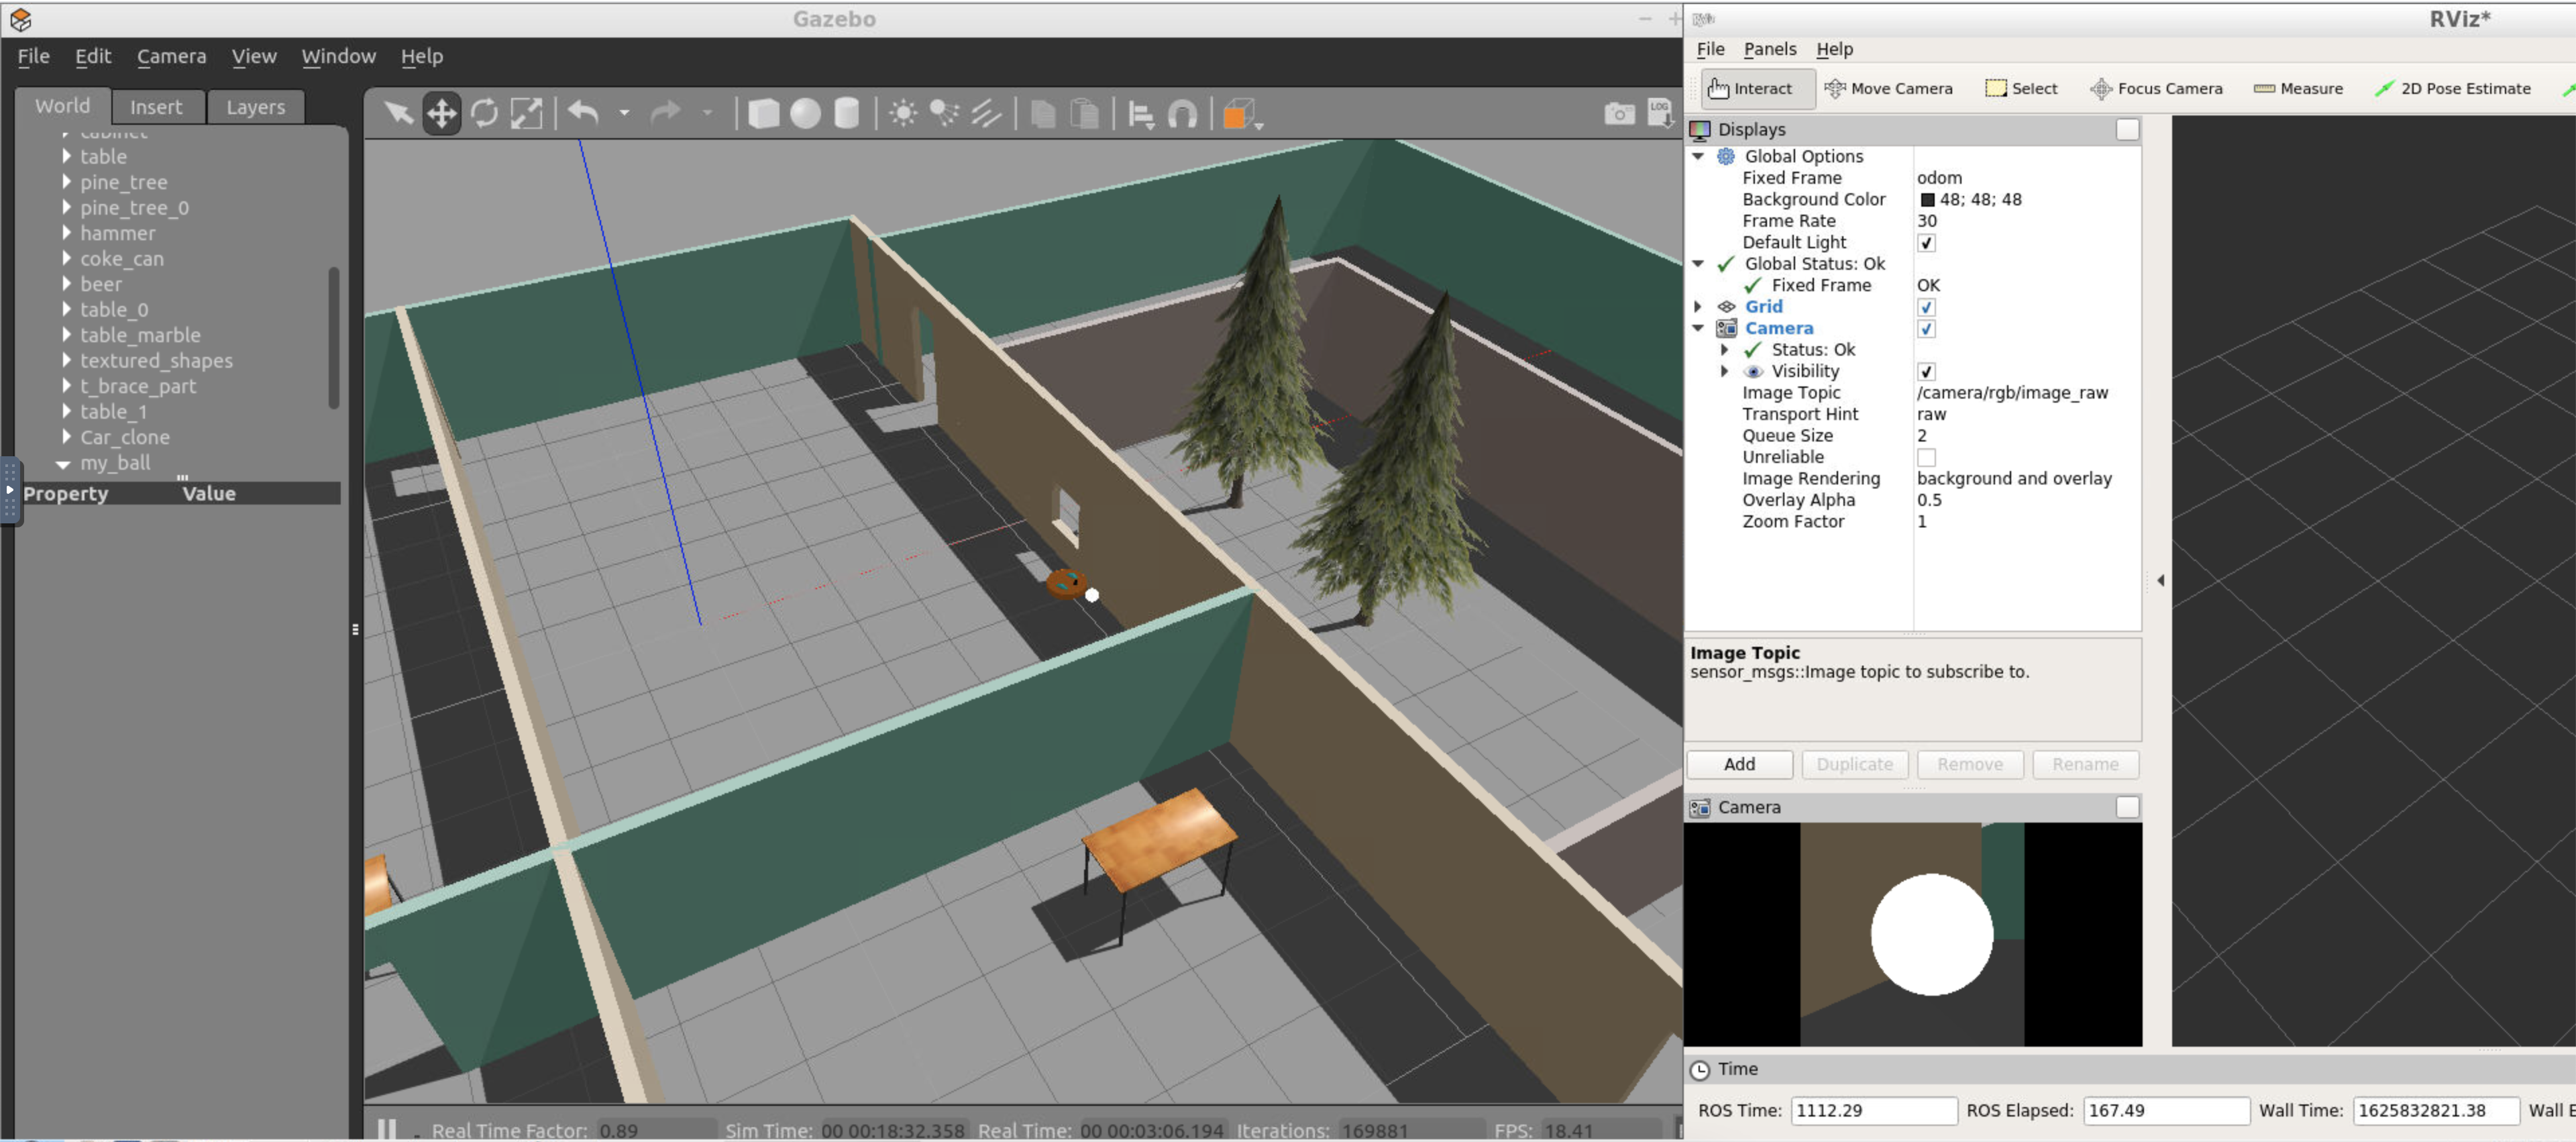 Gazebo
File Edit Camera View Window Help
World Insert Layers
cabinet
table
pine_tree
pine_tree_0
hammer
coke_can
beer
table_0
table_marble
textured_shapes
t_brace_part
table_1
Car_clone
my_ball
Property Value
LOG
Real Time Factor: 0.89 Sim Time: 00 00:18:32.358 Real Time: 00 00:03:06.194 Iterations: 169881 FPS: 18.41
RViz*
File Panels Help
Interact Move Camera Select Focus Camera Measure 2D Pose Estimate
Displays
Global Options
Fixed Frame odom
Background Color 48; 48; 48
Frame Rate 30
Default Light
Global Status: Ok
Fixed Frame OK
Grid
Camera
Status: Ok
Visibility
Image Topic /camera/rgb/image_raw
Transport Hint raw
Queue Size 2
Unreliable
Image Rendering background and overlay
Overlay Alpha 0.5
Zoom Factor 1
Image Topic
sensor_msgs::Image topic to subscribe to.
Add Duplicate Remove Rename
Camera
Time
ROS Time: 1112.29 ROS Elapsed: 167.49 Wall Time: 1625832821.38 Wall E